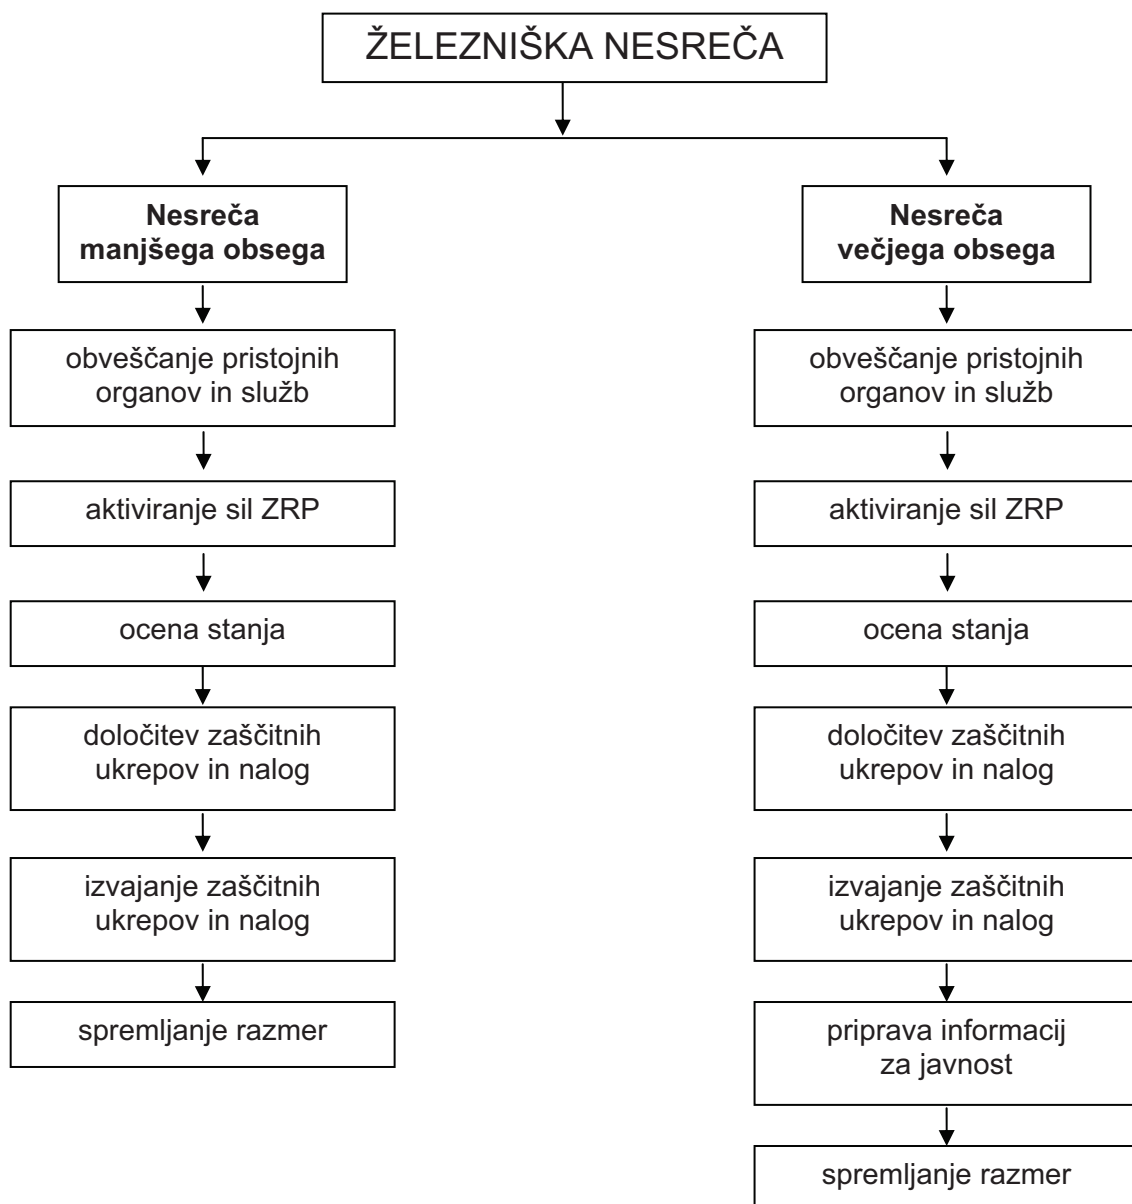 ŽELEZNIŠKA NESREČA
Nesreča
manjšega obsega
obveščanje pristojnih
organov in služb
aktiviranje sil ZRP
ocena stanja
določitev zaščitnih
ukrepov in nalog
izvajanje zaščitnih
ukrepov in nalog
spremljanje razmer
Nesreča
večjega obsega
obveščanje pristojnih
organov in služb
aktiviranje sil ZRP
ocena stanja
določitev zaščitnih
ukrepov in nalog
izvajanje zaščitnih
ukrepov in nalog
priprava informacij
za javnost
spremljanje razmer